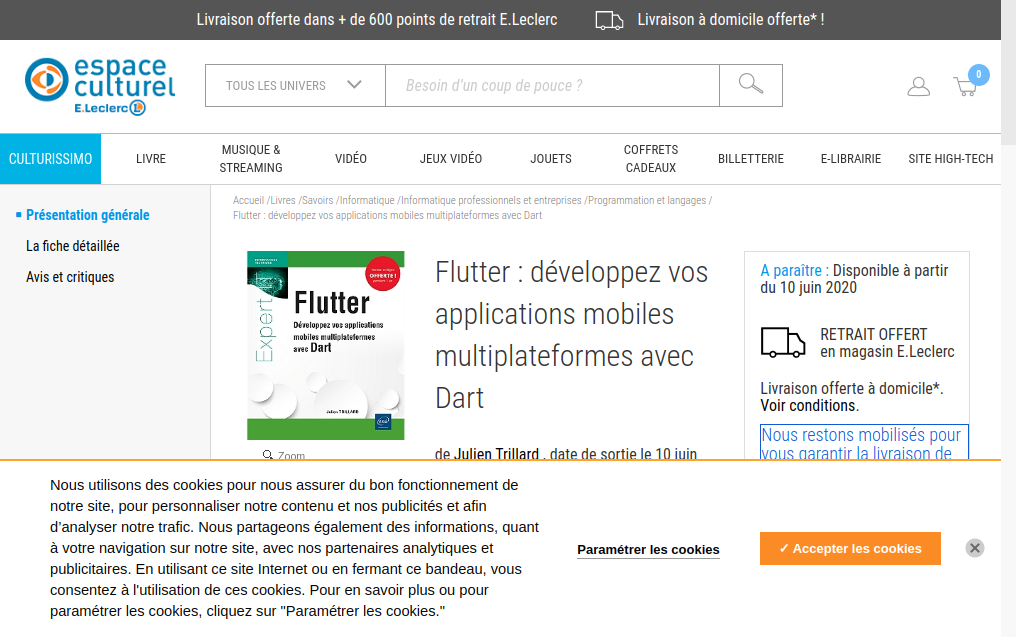 Livraison offerte dans + de 600 points de retrait E.Leclerc
Livraison à domicile offerte* !
espace
culturel
E.Leclerc
TOUS LES UNIVERS
Besoin d'un coup de pouce ?
0
CULTURISSIMO
LIVRE
MUSIQUE &
STREAMING
VIDÉO
JEUX VIDÉO
JOUETS
COFFRETS
CADEAUX
BILLETTERIE
E-LIBRAIRIE
SITE HIGH-TECH
Présentation générale
La fiche détaillée
Avis et critiques
Accueil /Livres /Savoirs /Informatique /Informatique professionnels et entreprises /Programmation et langages /
Flutter : développez vos applications mobiles multiplateformes avec Dart
Expert
OFFERTE !
Flutter
Développez vos applications
mobiles multiplateformes
avec Dart
Julien TRILLARD
Zoom
Flutter : développez vos
applications mobiles
multiplateformes avec
Dart
de Julien Trillard , date de sortie le 10 juin
A paraître : Disponible à partir
du 10 juin 2020
RETRAIT OFFERT
en magasin E.Leclerc
Livraison offerte à domicile*.
Voir conditions.
Nous restons mobilisés pour
vous garantir la livraison de
Nous utilisons des cookies pour nous assurer du bon fonctionnement de
notre site, pour personnaliser notre contenu et nos publicités et afin
d'analyser notre trafic. Nous partageons également des informations, quant
à votre navigation sur notre site, avec nos partenaires analytiques et
publicitaires. En utilisant ce site Internet ou en fermant ce bandeau, vous
consentez à l'utilisation de ces cookies. Pour en savoir plus ou pour
paramétrer les cookies, cliquez sur "Paramétrer les cookies."
Paramétrer les cookies
✓ Accepter les cookies